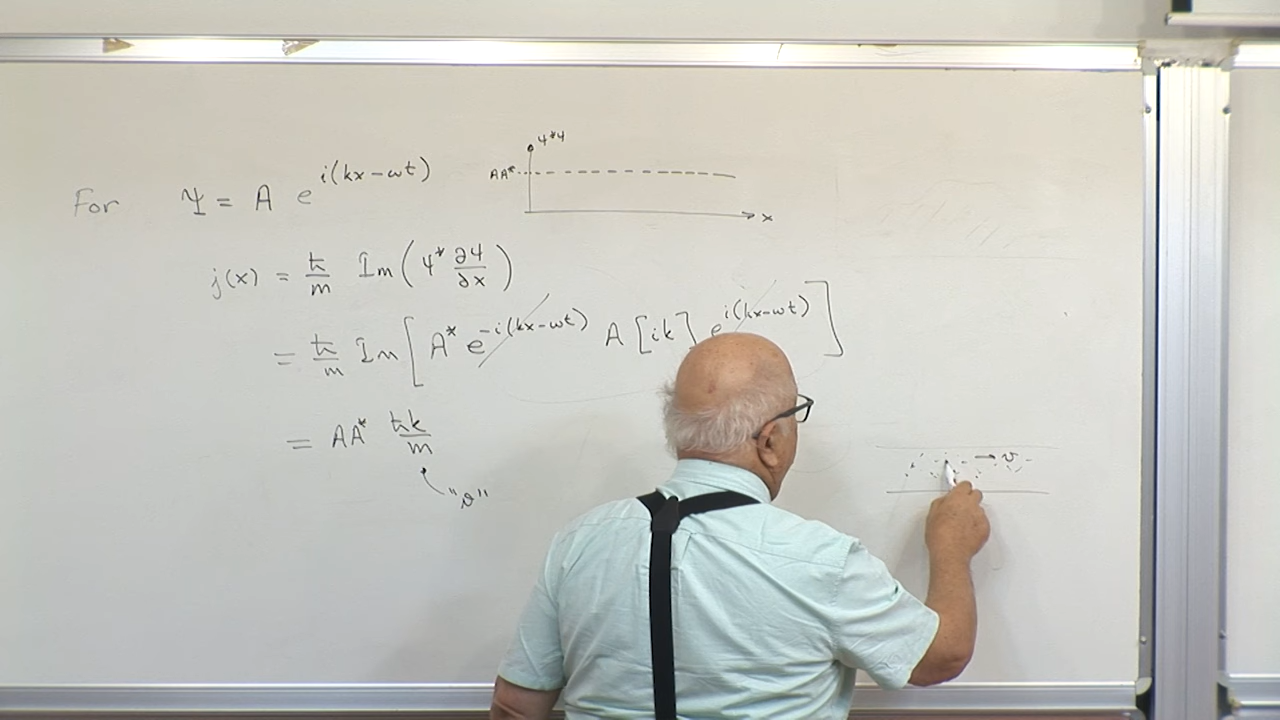 ψ*ψ
For Ψ = A e^{i(kx-ωt)}
AA*
x
j(x) = ħ/m Im(ψ* ∂ψ/∂x)
= ħ/m Im[A* e^{-i(kx-ωt)} A [ik] e^{i(kx-ωt)}]
= AA* ħk/m
"v"
v